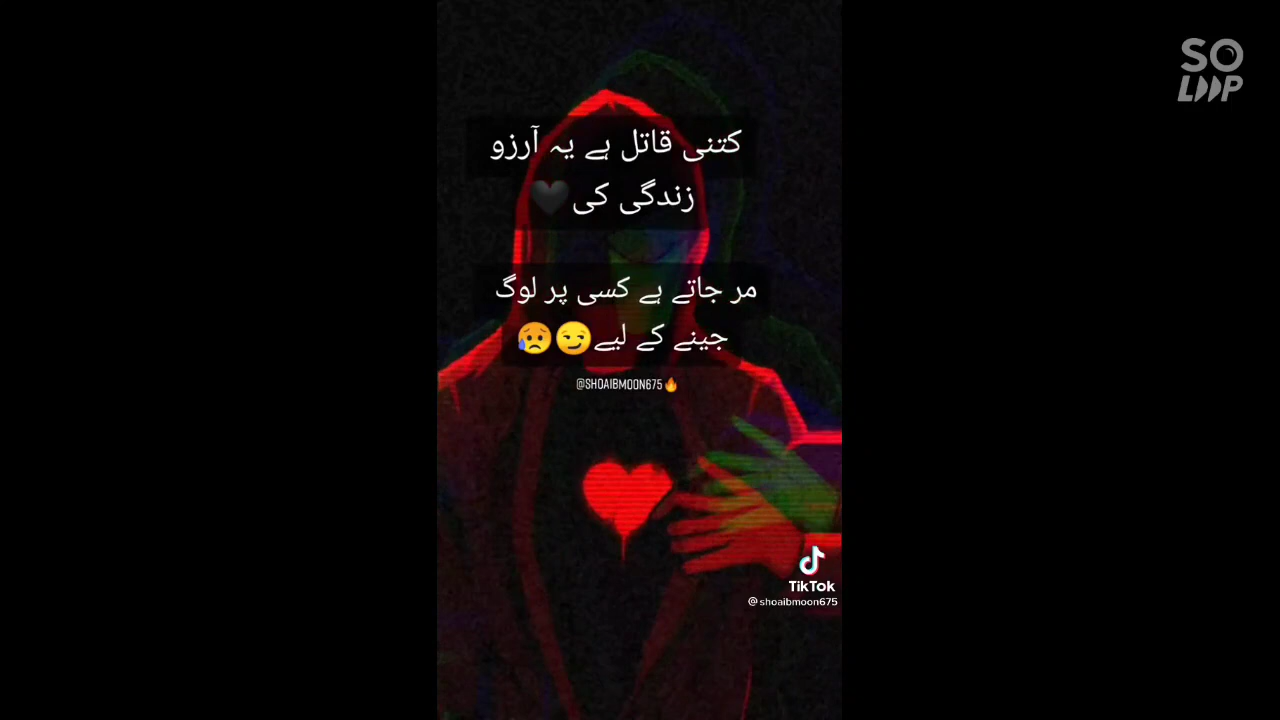 کتنی قاتل ہے یہ آرزو
زندگی کی🖤
مر جاتے ہے کسی پر لوگ
جینے کے لیے😏😥
@SHOAIBMOON675🔥
SO
LOOP
TikTok
@shoaibmoon675